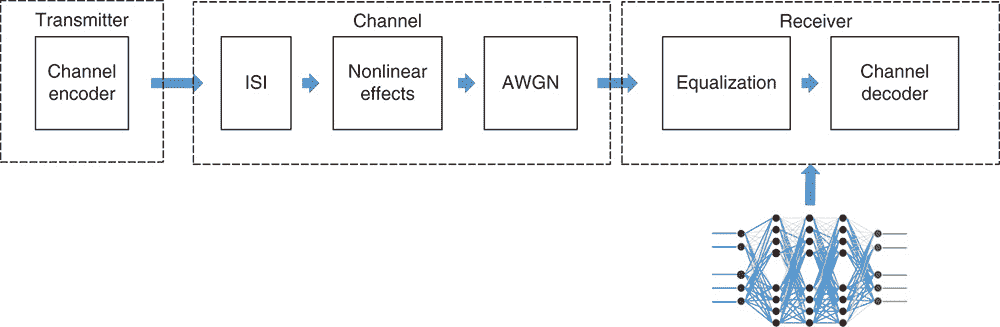 Transmitter
Channel
Receiver
Channel
encoder
ISI
Nonlinear
effects
AWGN
Equalization
Channel
decoder